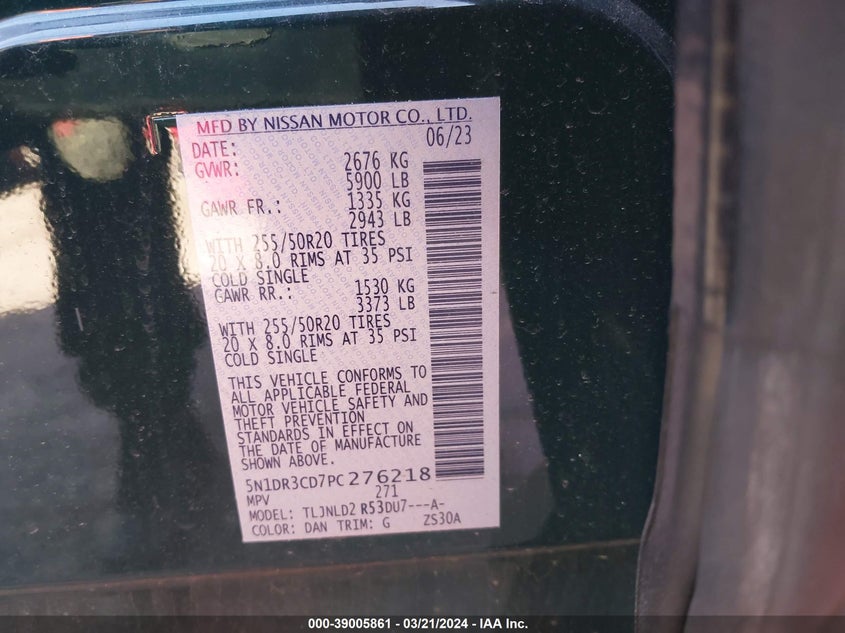 MFD BY NISSAN MOTOR CO., LTD.
DATE: 06/23
GVWR: 2676 KG
5900 LB
GAWR FR.: 1335 KG
2943 LB
WITH 255/50R20 TIRES
20 X 8.0 RIMS AT 35 PSI
COLD SINGLE
GAWR RR.: 1530 KG
3373 LB
WITH 255/50R20 TIRES
20 X 8.0 RIMS AT 35 PSI
COLD SINGLE
THIS VEHICLE CONFORMS TO
ALL APPLICABLE FEDERAL
MOTOR VEHICLE SAFETY AND
THEFT PREVENTION
STANDARDS IN EFFECT ON
THE DATE OF MANUFACTURE
SHOWN ABOVE.
5N1DR3CD7PC276218
MPV 271
MODEL: TLJNLD2 R53DU7---A-
COLOR: DAN TRIM: G ZS30A
000-39005861 / 03/21/2024 / IAA Inc.